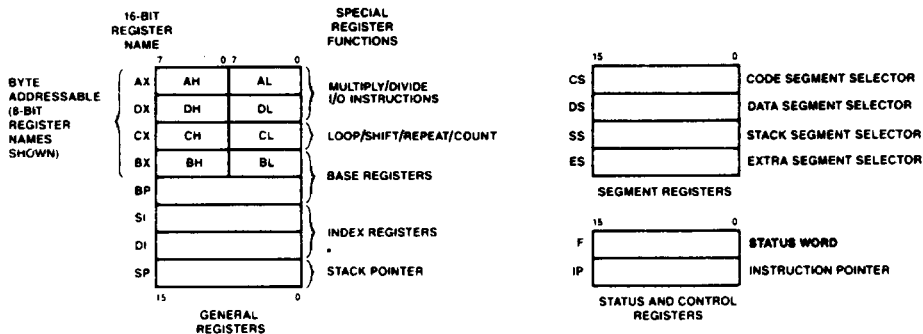 16-BIT
REGISTER
NAME
SPECIAL
REGISTER
FUNCTIONS
7 0 7 0
BYTE
ADDRESSABLE
(8-BIT
REGISTER
NAMES
SHOWN)
AX AH AL
DX DH DL
MULTIPLY/DIVIDE
I/O INSTRUCTIONS
CX CH CL LOOP/SHIFT/REPEAT/COUNT
BX BH BL
BP
BASE REGISTERS
SI
DI
INDEX REGISTERS
SP STACK POINTER
15 0
GENERAL
REGISTERS
15 0
CS CODE SEGMENT SELECTOR
DS DATA SEGMENT SELECTOR
SS STACK SEGMENT SELECTOR
ES EXTRA SEGMENT SELECTOR
SEGMENT REGISTERS
15 0
F STATUS WORD
IP INSTRUCTION POINTER
STATUS AND CONTROL
REGISTERS